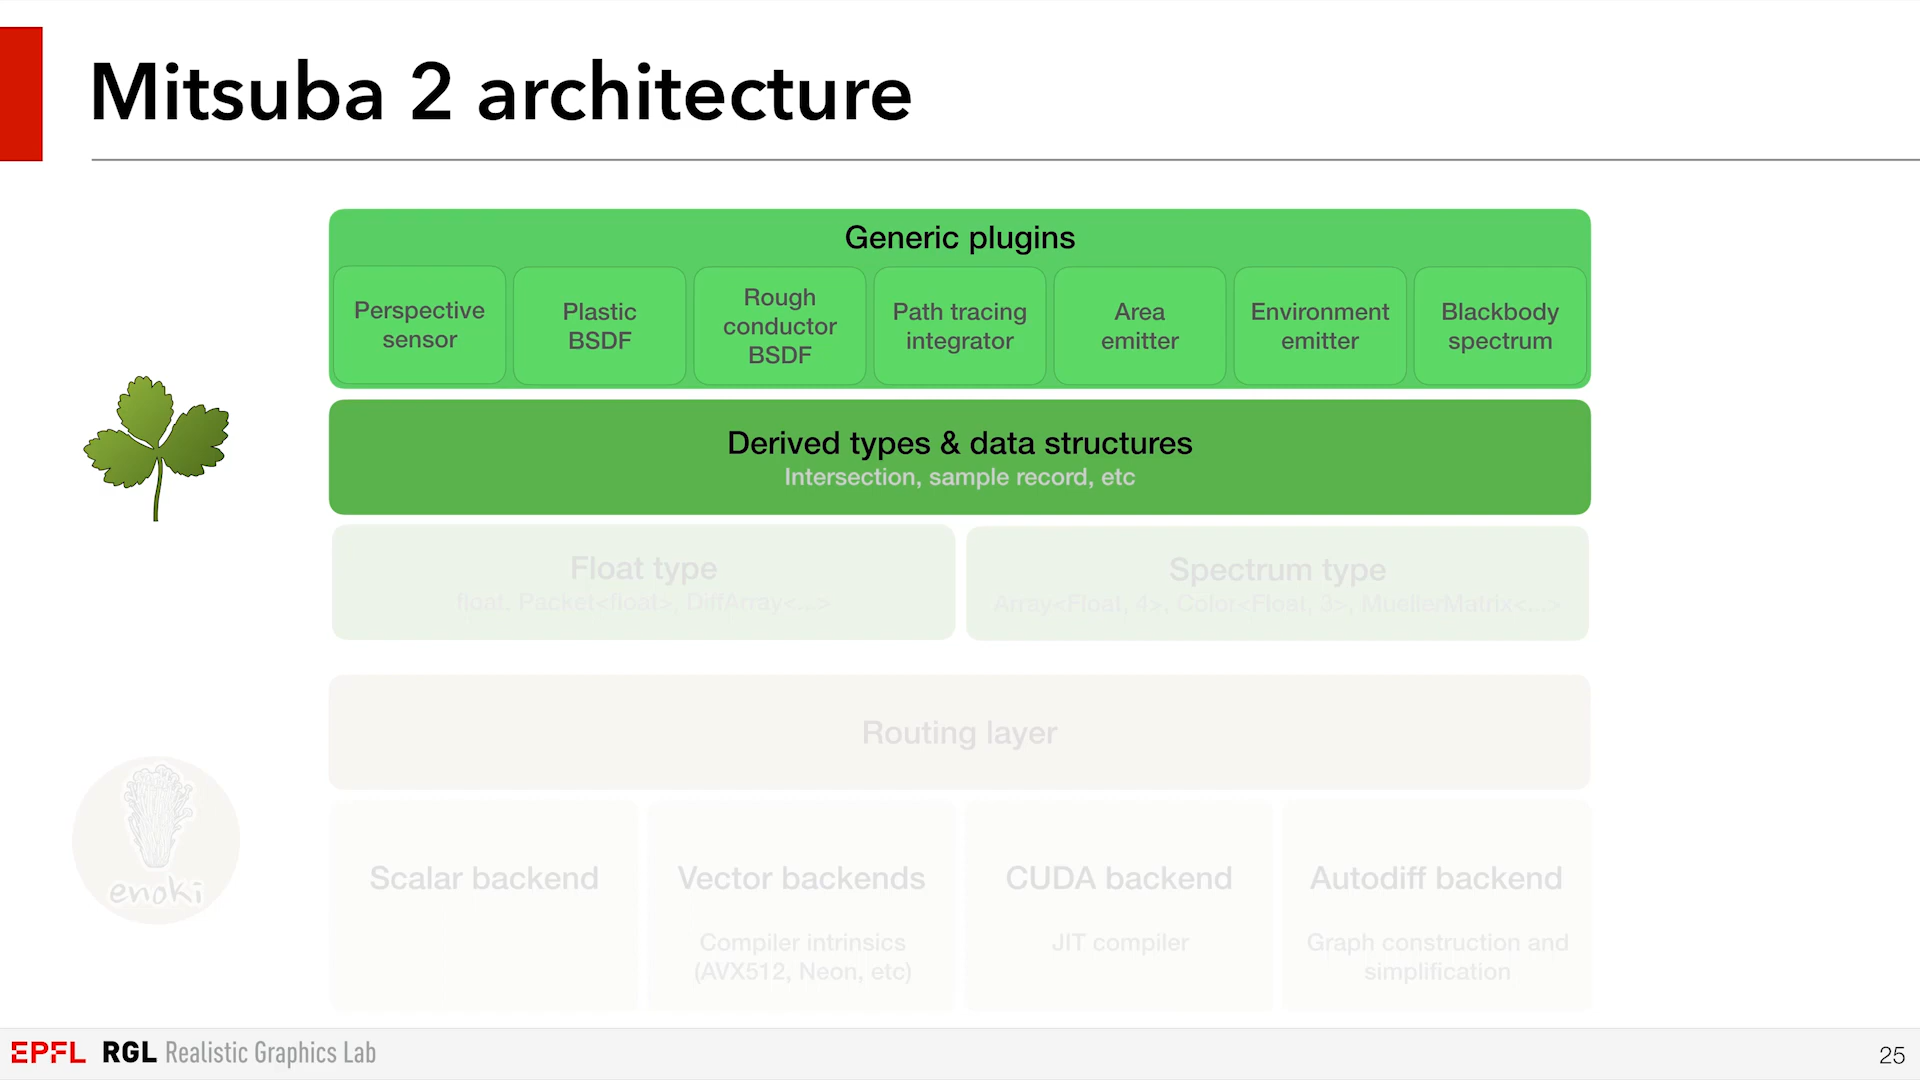 Mitsuba 2 architecture
Generic plugins
Perspective
sensor
Plastic
BSDF
Rough
conductor
BSDF
Path tracing
integrator
Area
emitter
Environment
emitter
Blackbody
spectrum
Derived types & data structures
Intersection, sample record, etc
Float type
float, Packet<float>, DiffArray<...>
Spectrum type
Array<Float, 4>, Color<Float, 3>, MuellerMatrix<...>
Routing layer
enoki
Scalar backend
Vector backends
Compiler intrinsics
(AVX512, Neon, etc)
CUDA backend
JIT compiler
Autodiff backend
Graph construction and
simplification
EPFL RGL Realistic Graphics Lab
25